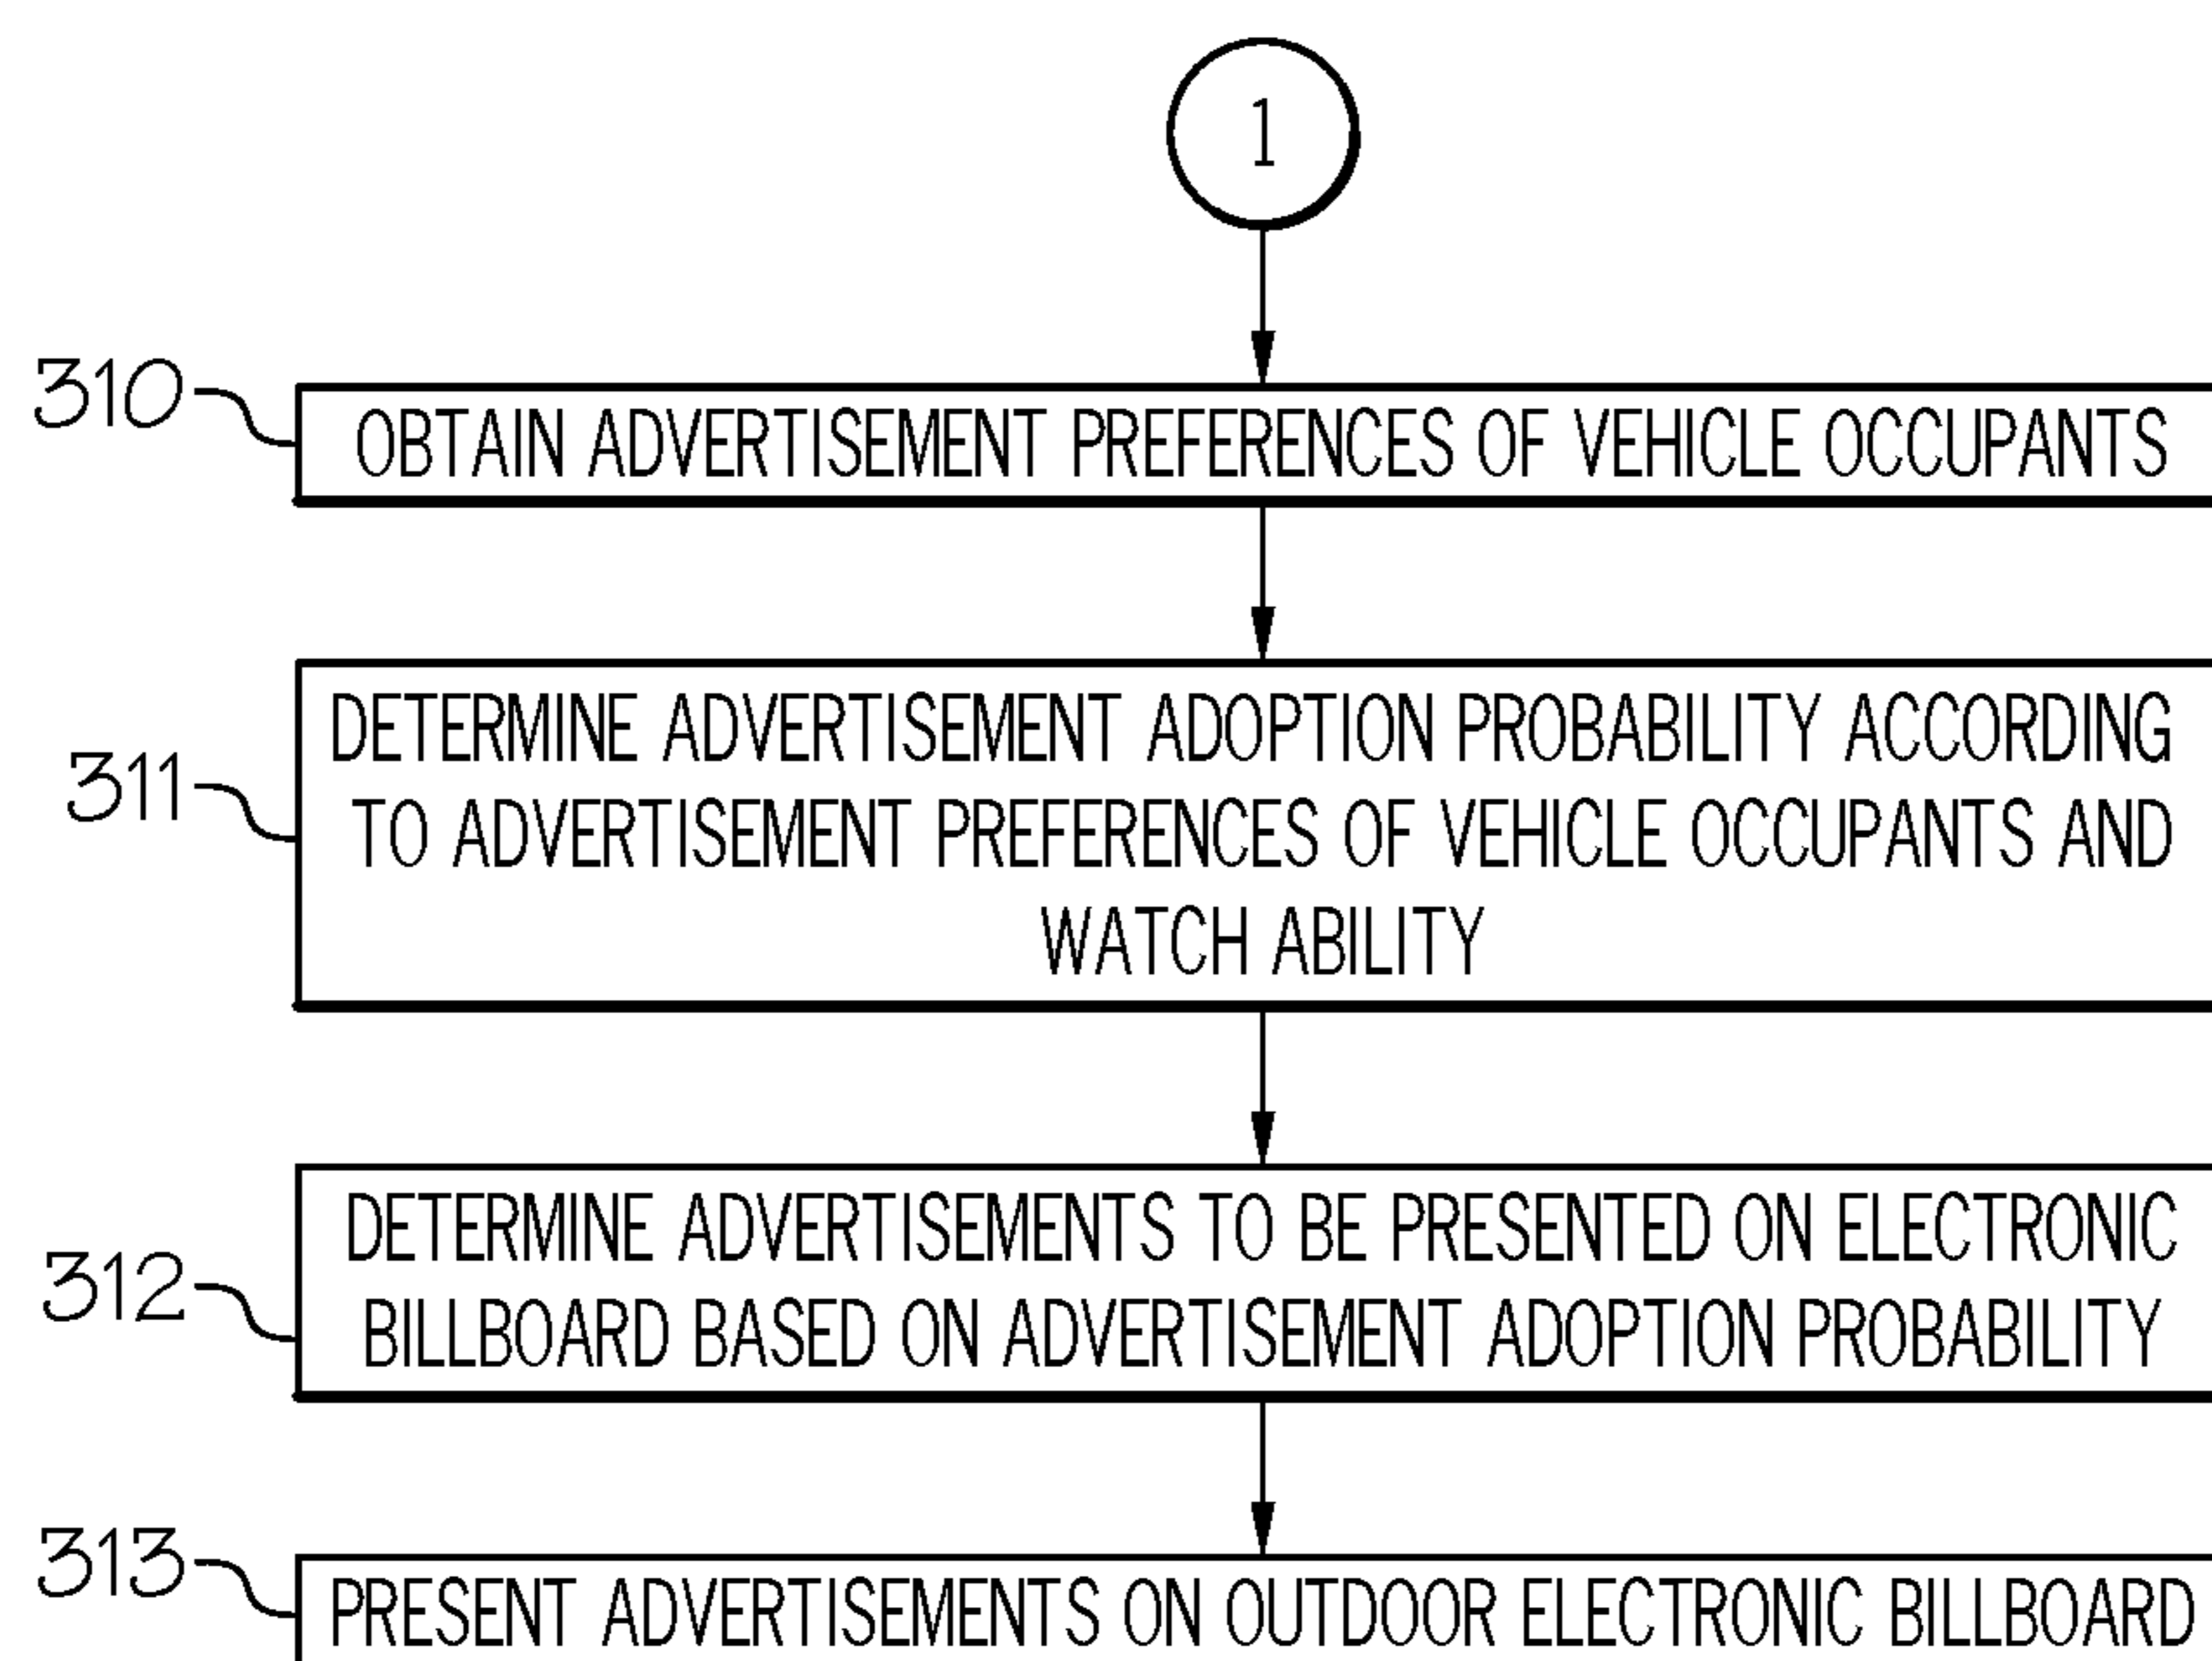 1
310
OBTAIN ADVERTISEMENT PREFERENCES OF VEHICLE OCCUPANTS
311
DETERMINE ADVERTISEMENT ADOPTION PROBABILITY ACCORDING
TO ADVERTISEMENT PREFERENCES OF VEHICLE OCCUPANTS AND
WATCH ABILITY
312
DETERMINE ADVERTISEMENTS TO BE PRESENTED ON ELECTRONIC
BILLBOARD BASED ON ADVERTISEMENT ADOPTION PROBABILITY
313
PRESENT ADVERTISEMENTS ON OUTDOOR ELECTRONIC BILLBOARD